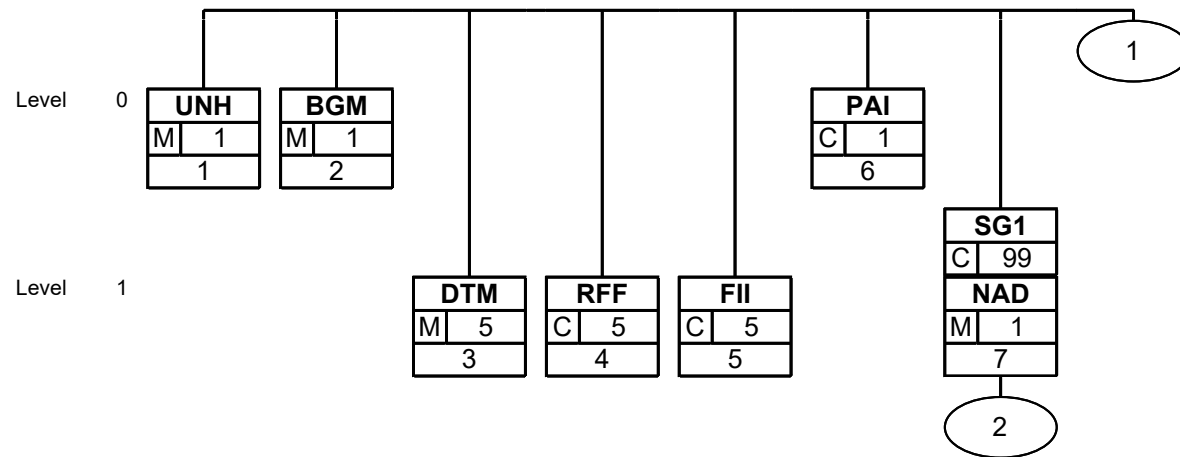 1
Level 0
UNH
M 1
1
BGM
M 1
2
PAI
C 1
6
SG1
C 99
Level 1
DTM
M 5
3
RFF
C 5
4
FII
C 5
5
NAD
M 1
7
2